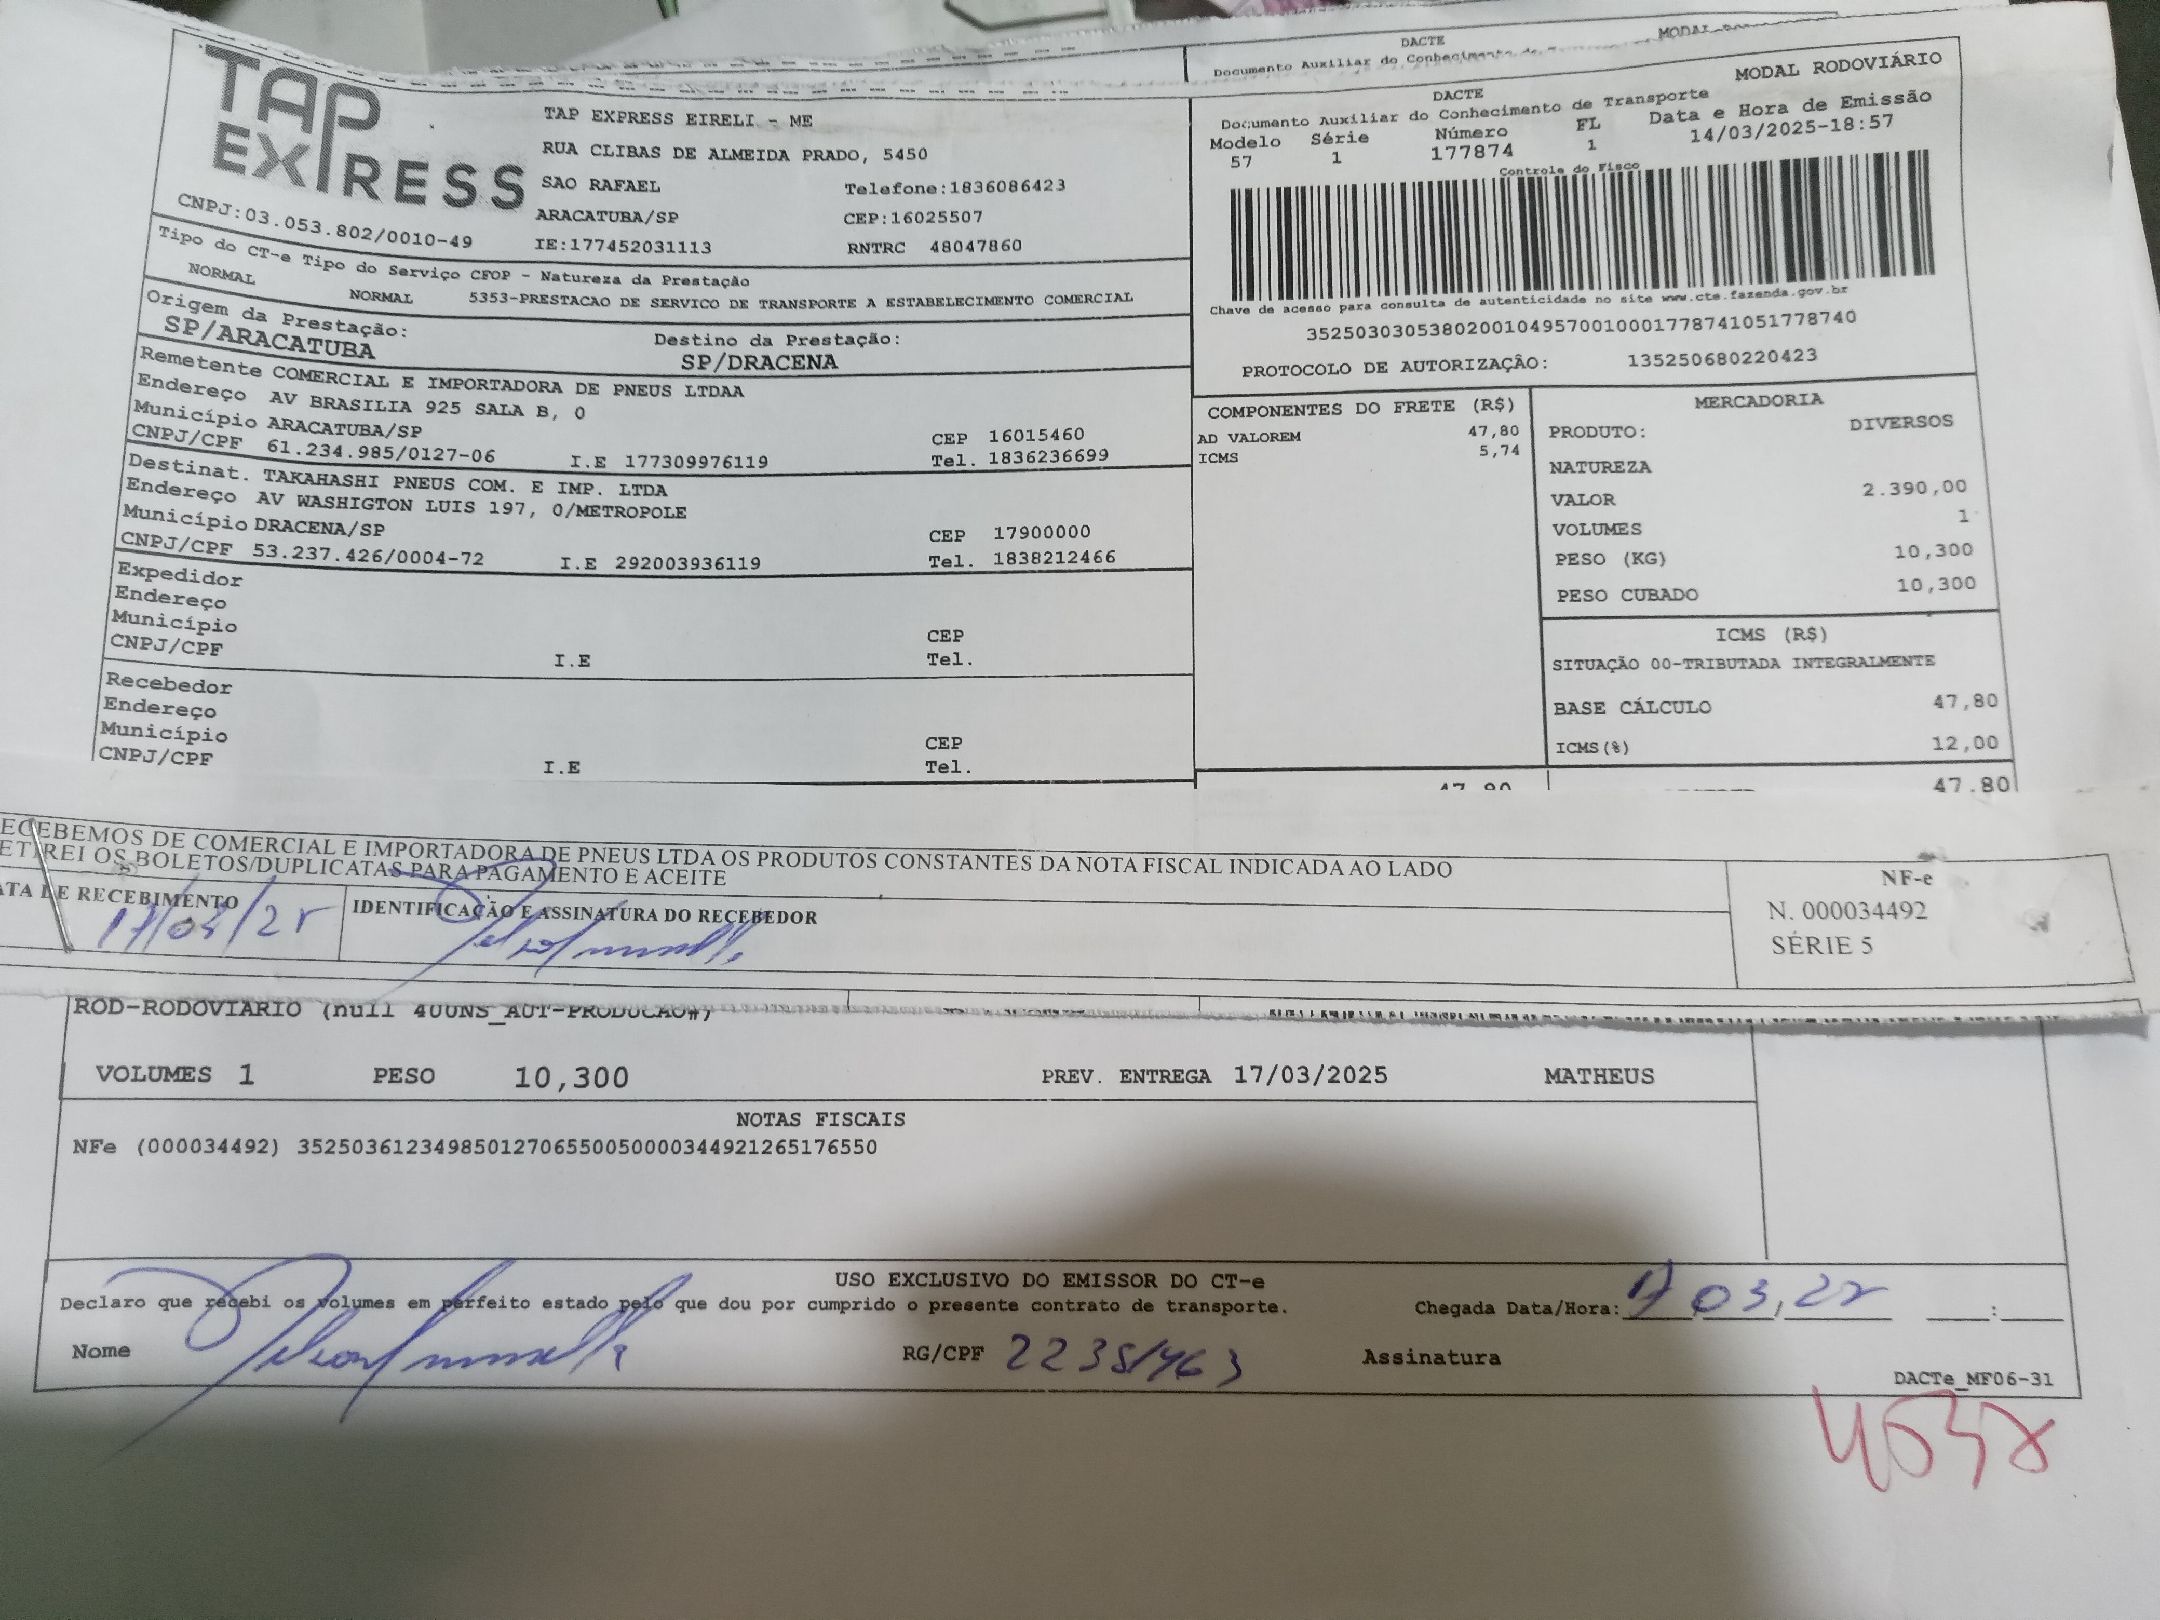 DACTE
MODAL
Documento Auxiliar do Conhecimento de
TAP EXPRESS
TAP EXPRESS EIRELI - ME
RUA CLIBAS DE ALMEIDA PRADO, 5450
SAO RAFAEL
Telefone:1836086423
ARACATUBA/SP
CEP:16025507
CNPJ:03.053.802/0010-49
IE:177452031113
RNTRC 48047860
DACTE
MODAL RODOVIÁRIO
Documento Auxiliar do Conhecimento de Transporte
Modelo Série Número FL Data e Hora de Emissão
57 1 177874 1 14/03/2025-18:57
Controle do Fisco
Chave de acesso para consulta de autenticidade no site www.cte.fazenda.gov.br
35250303053802001049570010001778741051778740
PROTOCOLO DE AUTORIZAÇÃO: 135250680220423
Tipo do CT-e Tipo do Serviço CFOP - Natureza da Prestação
NORMAL NORMAL 5353-PRESTACAO DE SERVICO DE TRANSPORTE A ESTABELECIMENTO COMERCIAL
Origem da Prestação: Destino da Prestação:
SP/ARACATUBA SP/DRACENA
Remetente COMERCIAL E IMPORTADORA DE PNEUS LTDAA
Endereço AV BRASILIA 925 SALA B, 0
Município ARACATUBA/SP CEP 16015460
CNPJ/CPF 61.234.985/0127-06 I.E 177309976119 Tel. 1836236699
Destinat. TAKAHASHI PNEUS COM. E IMP. LTDA
Endereço AV WASHIGTON LUIS 197, 0/METROPOLE
Município DRACENA/SP CEP 17900000
CNPJ/CPF 53.237.426/0004-72 I.E 292003936119 Tel. 1838212466
Expedidor
Endereço
Município CEP
CNPJ/CPF I.E Tel.
Recebedor
Endereço
Município CEP
CNPJ/CPF I.E Tel.
COMPONENTES DO FRETE (R$)
AD VALOREM 47,80
ICMS 5,74
MERCADORIA
PRODUTO: DIVERSOS
NATUREZA
VALOR 2.390,00
VOLUMES 1
PESO (KG) 10,300
PESO CUBADO 10,300
ICMS (R$)
SITUAÇÃO 00-TRIBUTADA INTEGRALMENTE
BASE CÁLCULO 47,80
ICMS(%) 12,00
47,80 47.80
ECEBEMOS DE COMERCIAL E IMPORTADORA DE PNEUS LTDA OS PRODUTOS CONSTANTES DA NOTA FISCAL INDICADA AO LADO
ETIREI OS BOLETOS/DUPLICATAS PARA PAGAMENTO E ACEITE
ATA DE RECEBIMENTO
17/03/25
IDENTIFICAÇÃO E ASSINATURA DO RECEBEDOR
NF-e
N. 000034492
SÉRIE 5
ROD-RODOVIARIO (null 400NS_AUT-PRODUCAO#)
VOLUMES 1 PESO 10,300 PREV. ENTREGA 17/03/2025 MATHEUS
NOTAS FISCAIS
NFe (000034492) 35250361234985012706550050000344921265176550
USO EXCLUSIVO DO EMISSOR DO CT-e
Declaro que recebi os volumes em perfeito estado pelo que dou por cumprido o presente contrato de transporte. Chegada Data/Hora: 17 03, 25 :
Nome RG/CPF Assinatura
DACTe_MF06-31